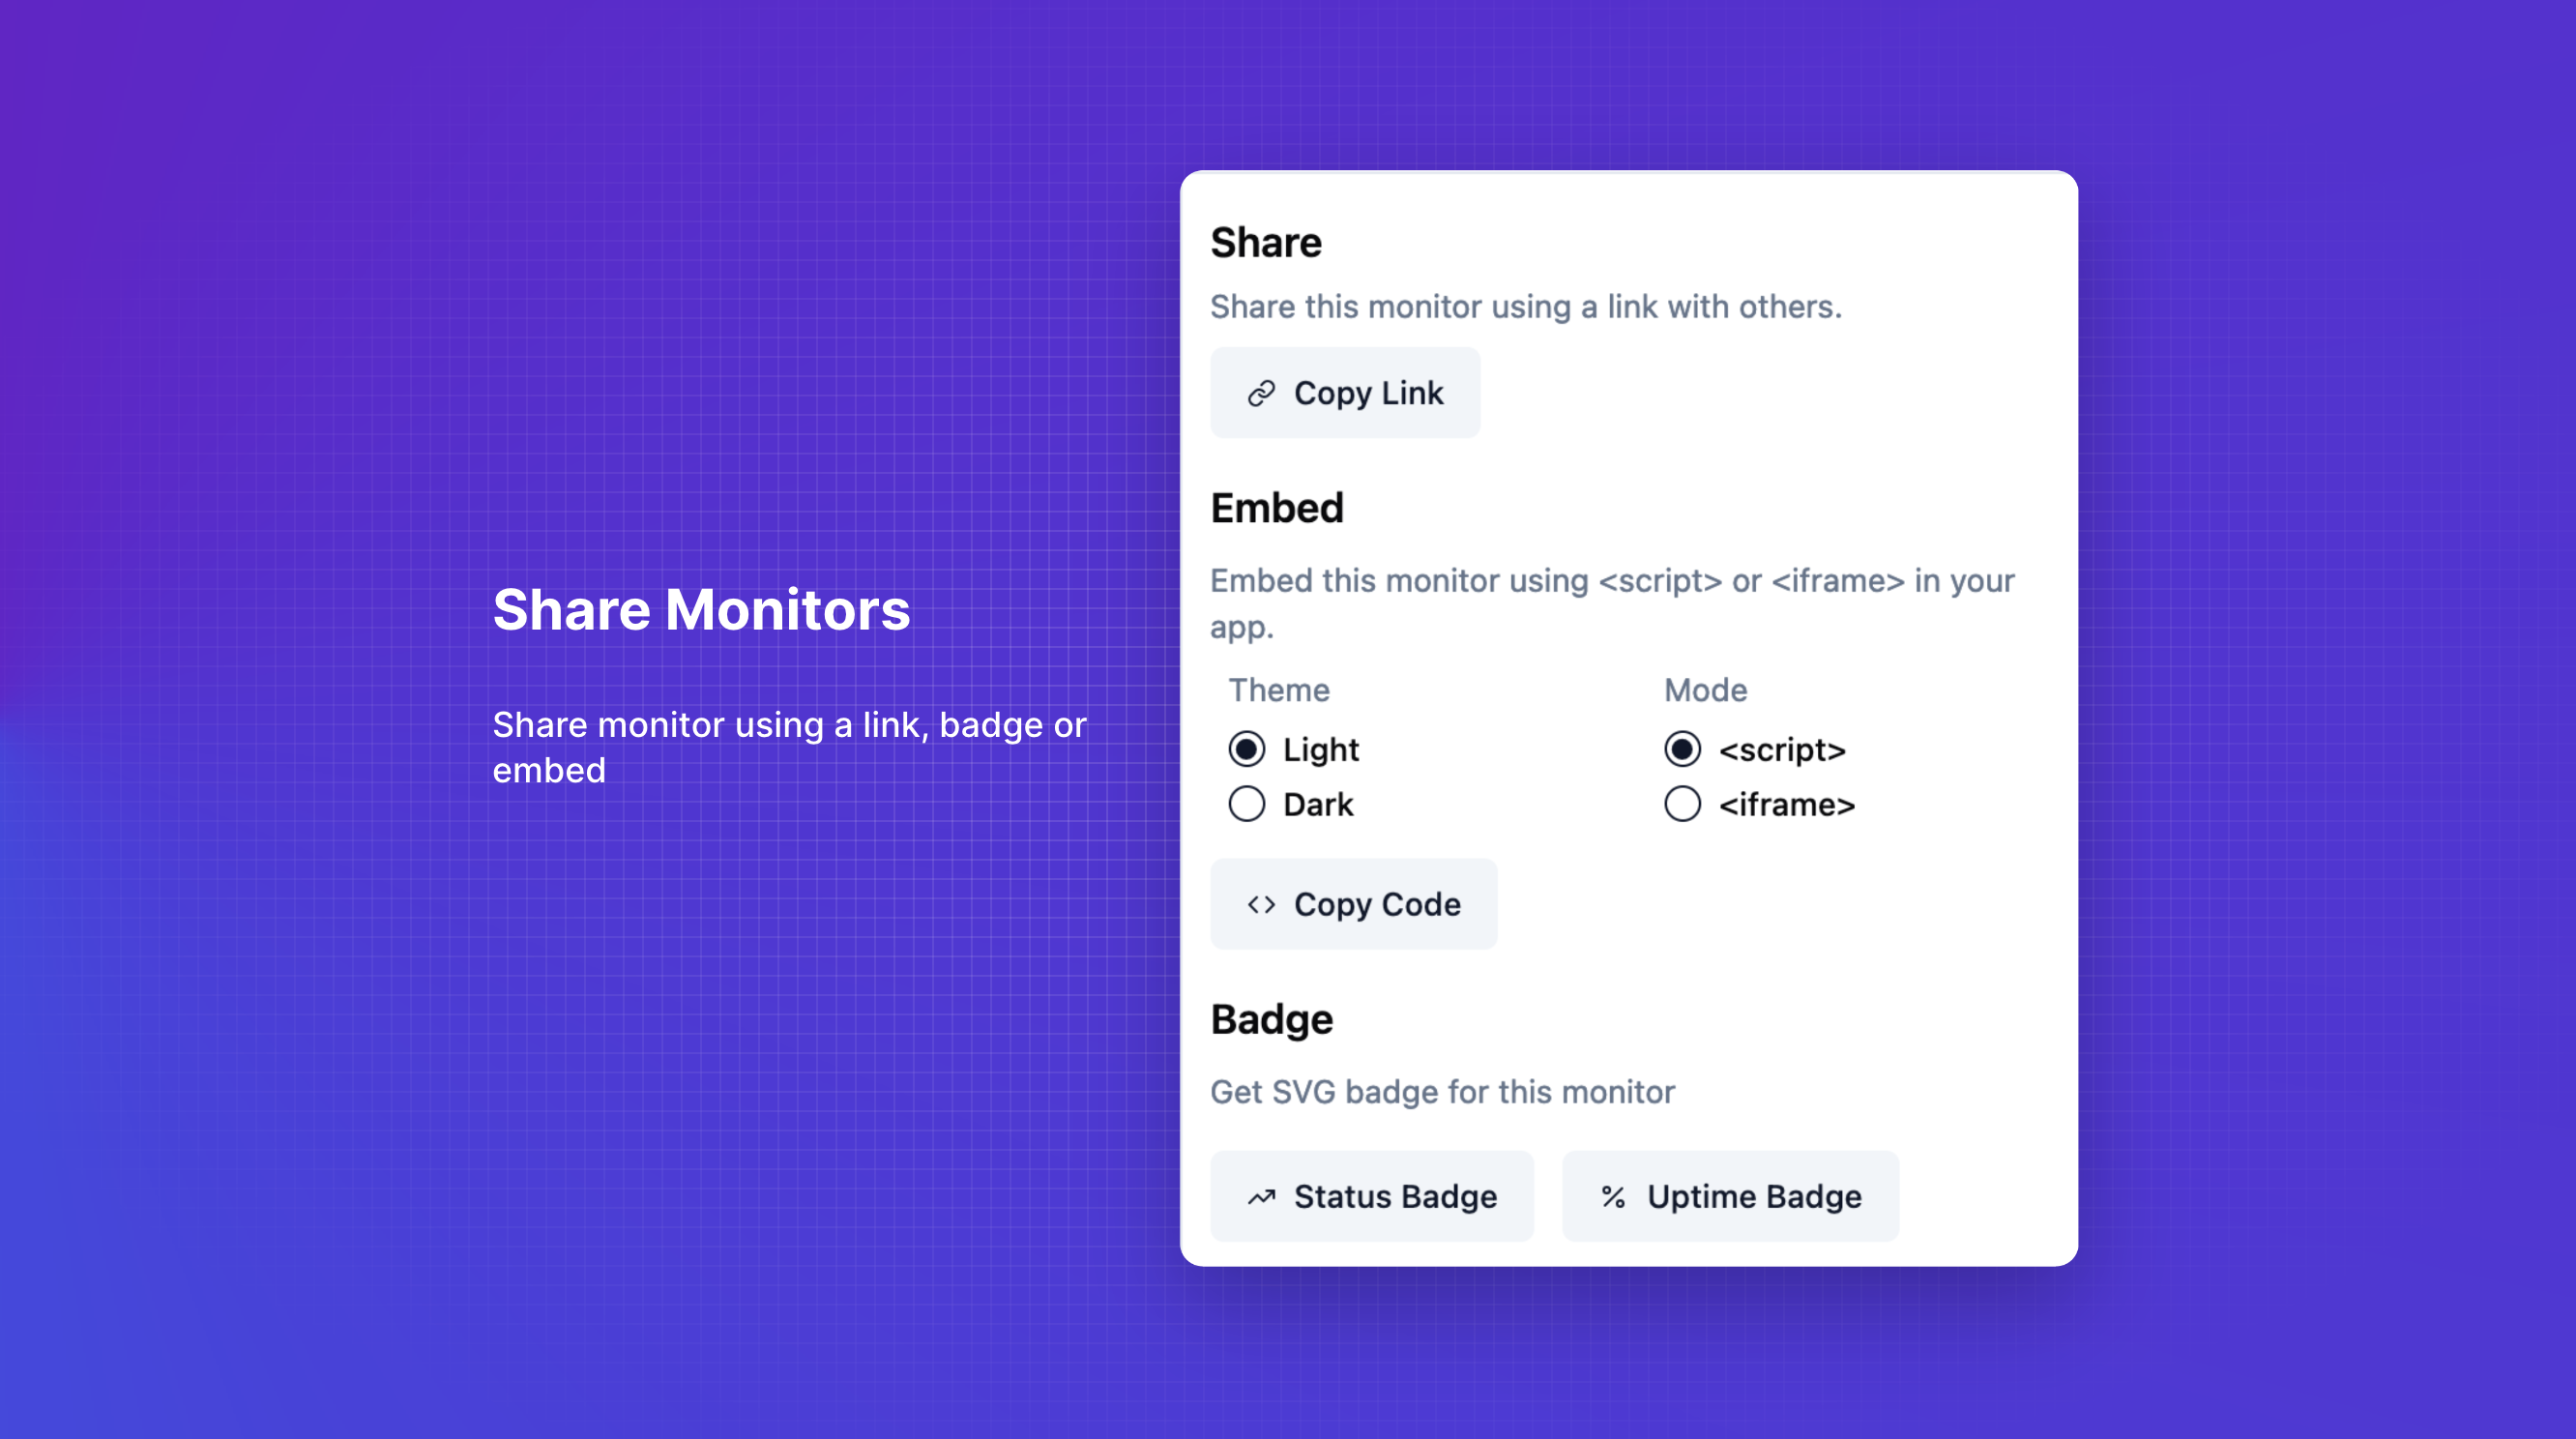 Share Monitors
Share monitor using a link, badge or
embed
Share
Share this monitor using a link with others.
Copy Link
Embed
Embed this monitor using <script> or <iframe> in your
app.
Theme
Light
Dark
Mode
<script>
<iframe>
Copy Code
Badge
Get SVG badge for this monitor
Status Badge
Uptime Badge